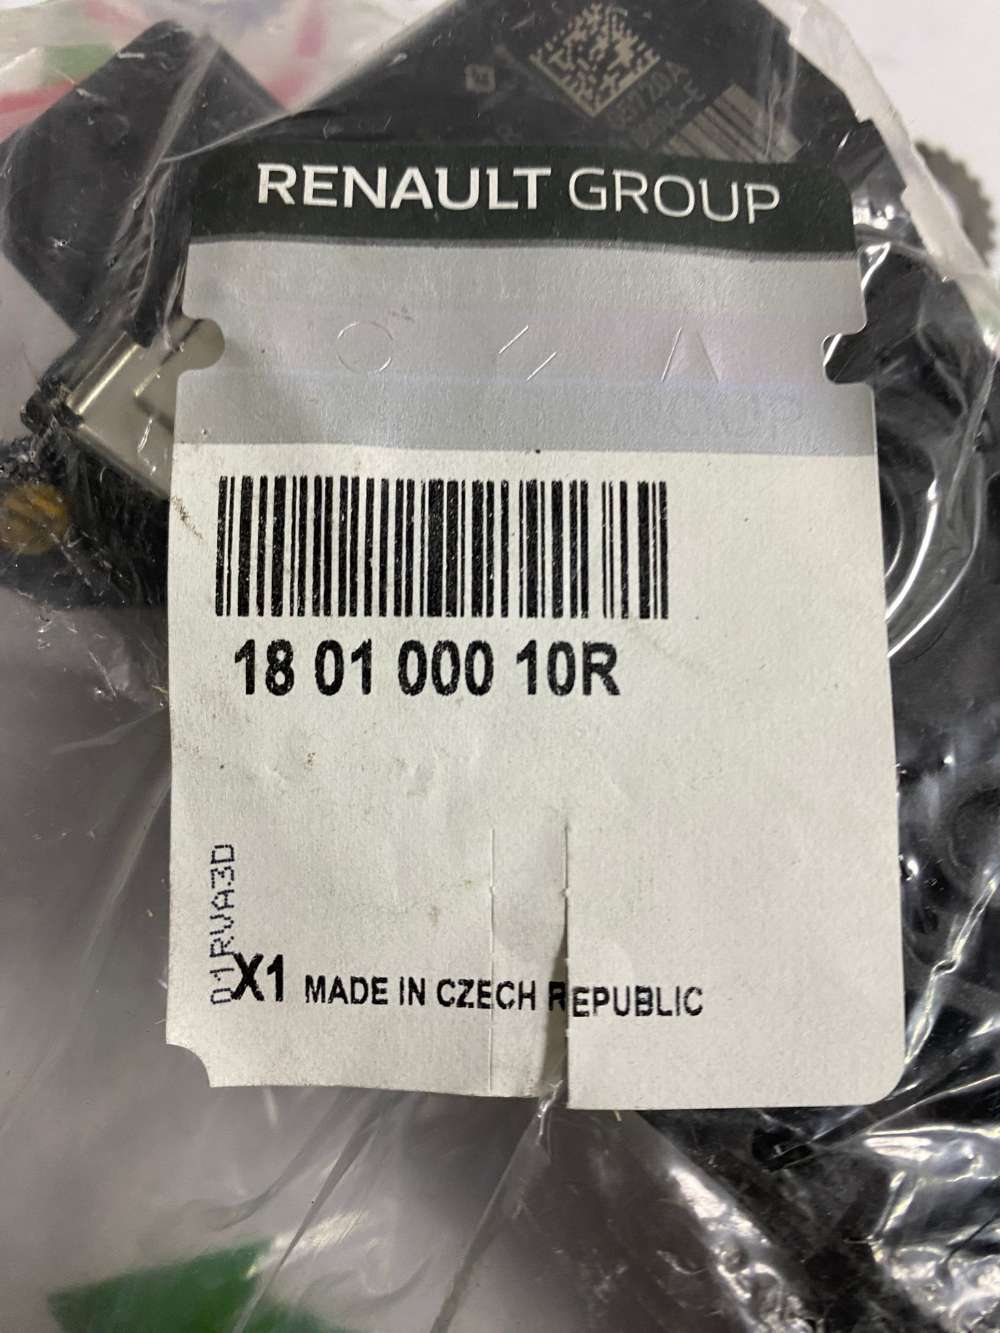 RENAULT GROUP
18 01 000 10R
01RVA3D
X1 MADE IN CZECH REPUBLIC